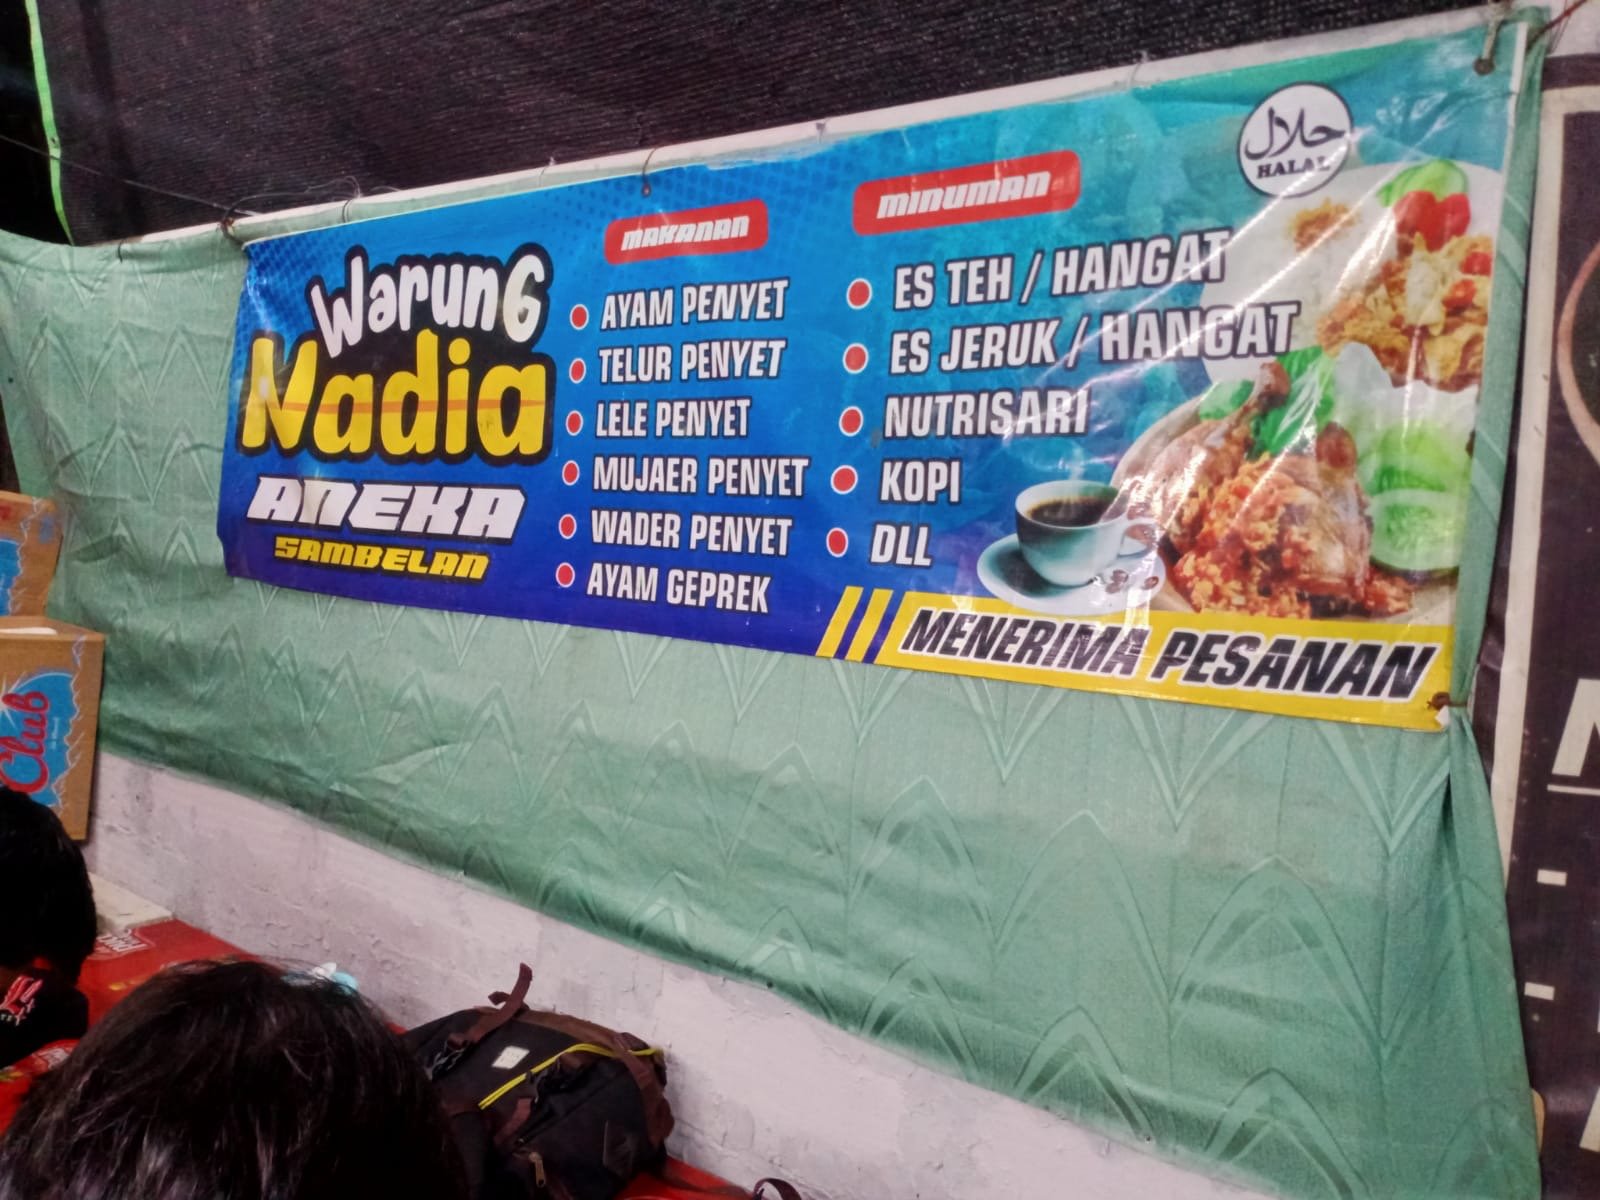 Warung
Nadia
ANEKA
SAMBELAN
MAKANAN
AYAM PENYET
TELUR PENYET
LELE PENYET
MUJAER PENYET
WADER PENYET
AYAM GEPREK
MINUMAN
ES TEH / HANGAT
ES JERUK / HANGAT
NUTRISARI
KOPI
DLL
حلال
HALAL
MENERIMA PESANAN
Club